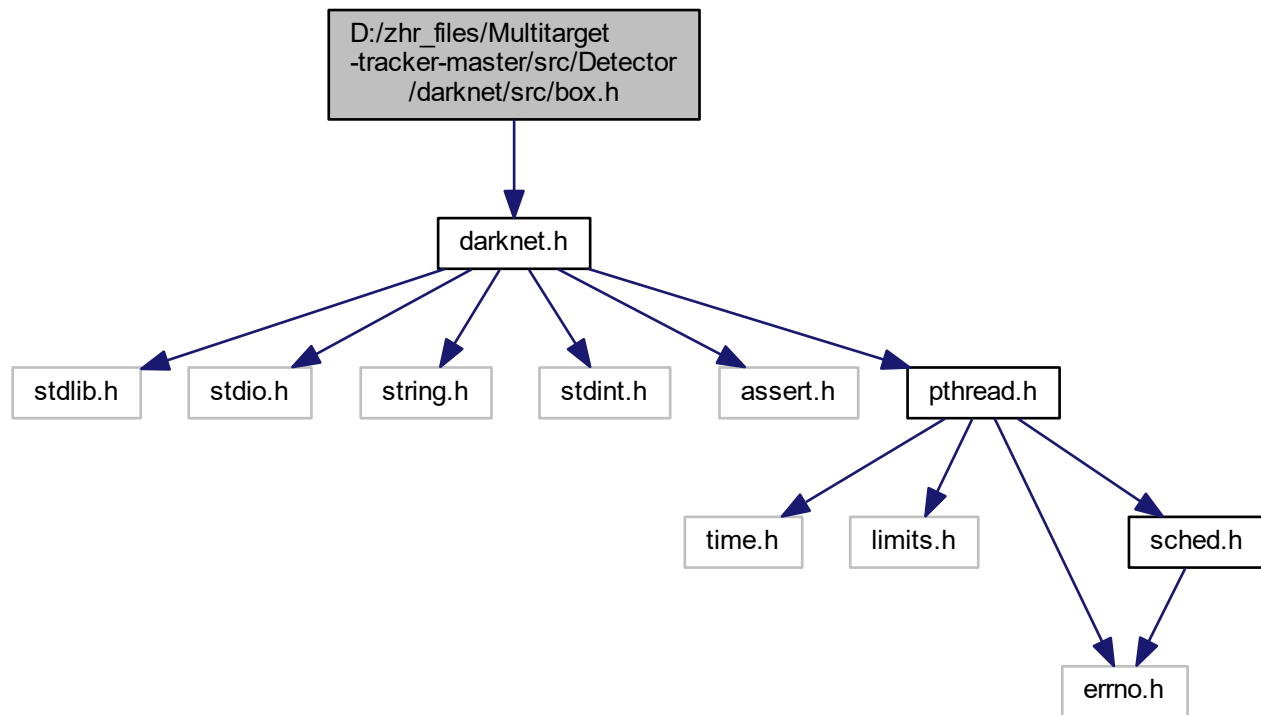 D:/zhr_files/Multitarget
-tracker-master/src/Detector
/darknet/src/box.h
darknet.h
stdlib.h
stdio.h
string.h
stdint.h
assert.h
pthread.h
time.h
limits.h
sched.h
errno.h